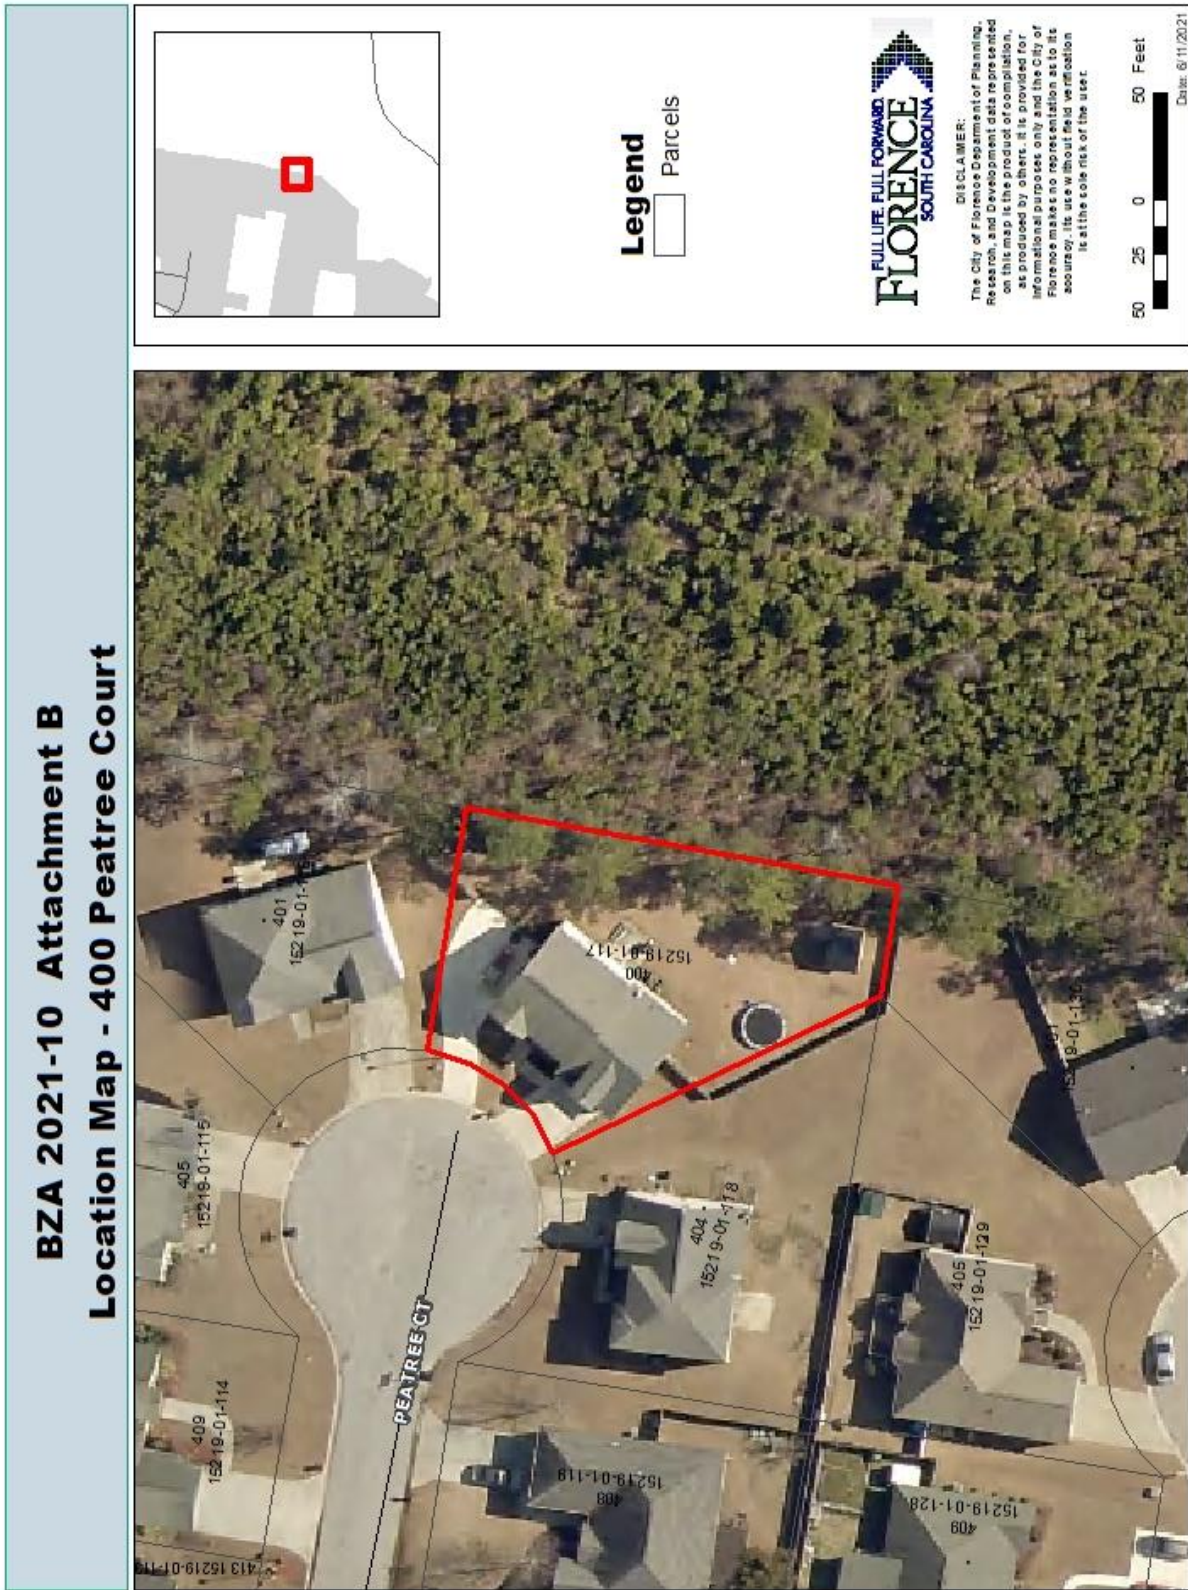 BZA 2021-10 Attachment B
Location Map - 400 Peatree Court
Legend
Parcels
FULL LIFE. FULL FORWARD.
FLORENCE
SOUTH CAROLINA
DISCLAIMER:
The City of Florence Department of Planning,
Research, and Development data represented
on this map is the product of compilation,
as produced by others. It is provided for
informational purposes only and the City of
Florence makes no representation as to its
accuracy. Its use without field verification
is at the sole risk of the user.
50 25 0 50 Feet
Date: 6/11/2021
401
405
15219-01-115
409
15219-01-114
413 15219-01-113
PEATREE CT
400
15219-01-117
404
15219-01-118
408
15219-01-119
405
15219-01-129
409
15219-01-128